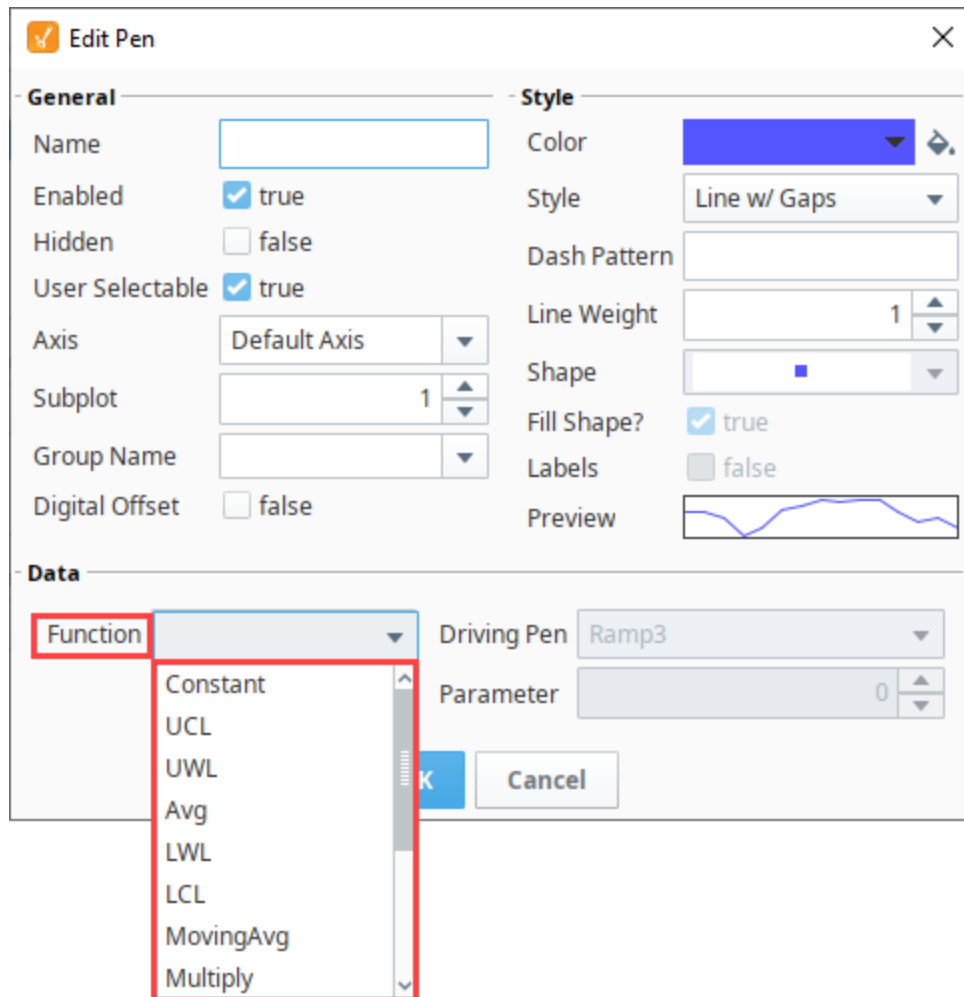 Edit Pen
General
Name
Enabled true
Hidden false
User Selectable true
Axis Default Axis
Subplot 1
Group Name
Digital Offset false
Style
Color
Style Line w/ Gaps
Dash Pattern
Line Weight 1
Shape
Fill Shape? true
Labels false
Preview
Data
Function
Driving Pen Ramp3
Parameter 0
Constant
UCL
UWL
Avg
LWL
LCL
MovingAvg
Multiply
K Cancel